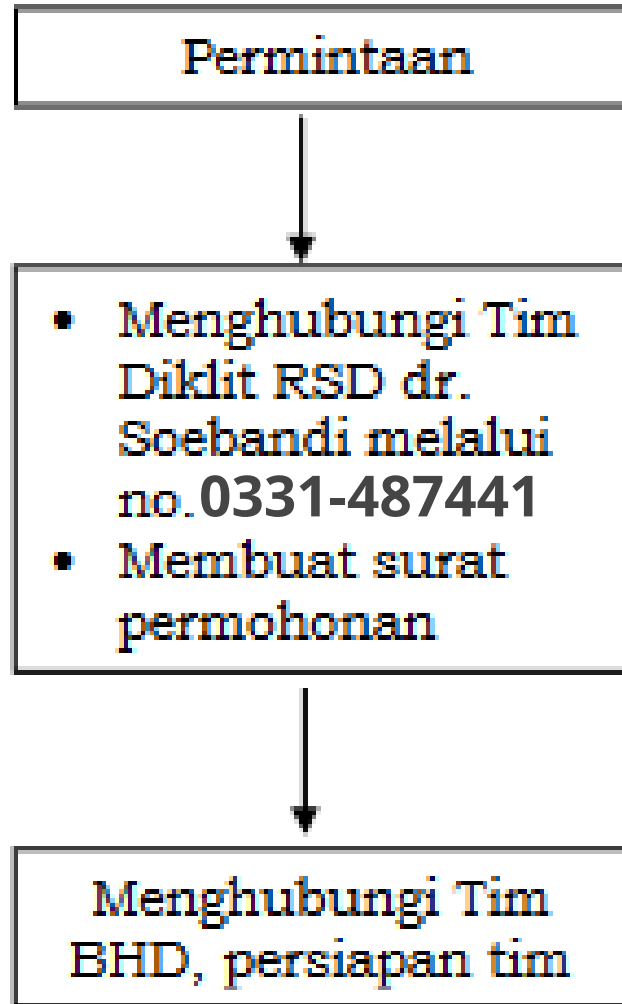 Permintaan
• Menghubungi Tim
Diklit RSD dr.
Soebandi melalui
no. 0331-487441
• Membuat surat
permohonan
Menghubungi Tim
BHD, persiapan tim